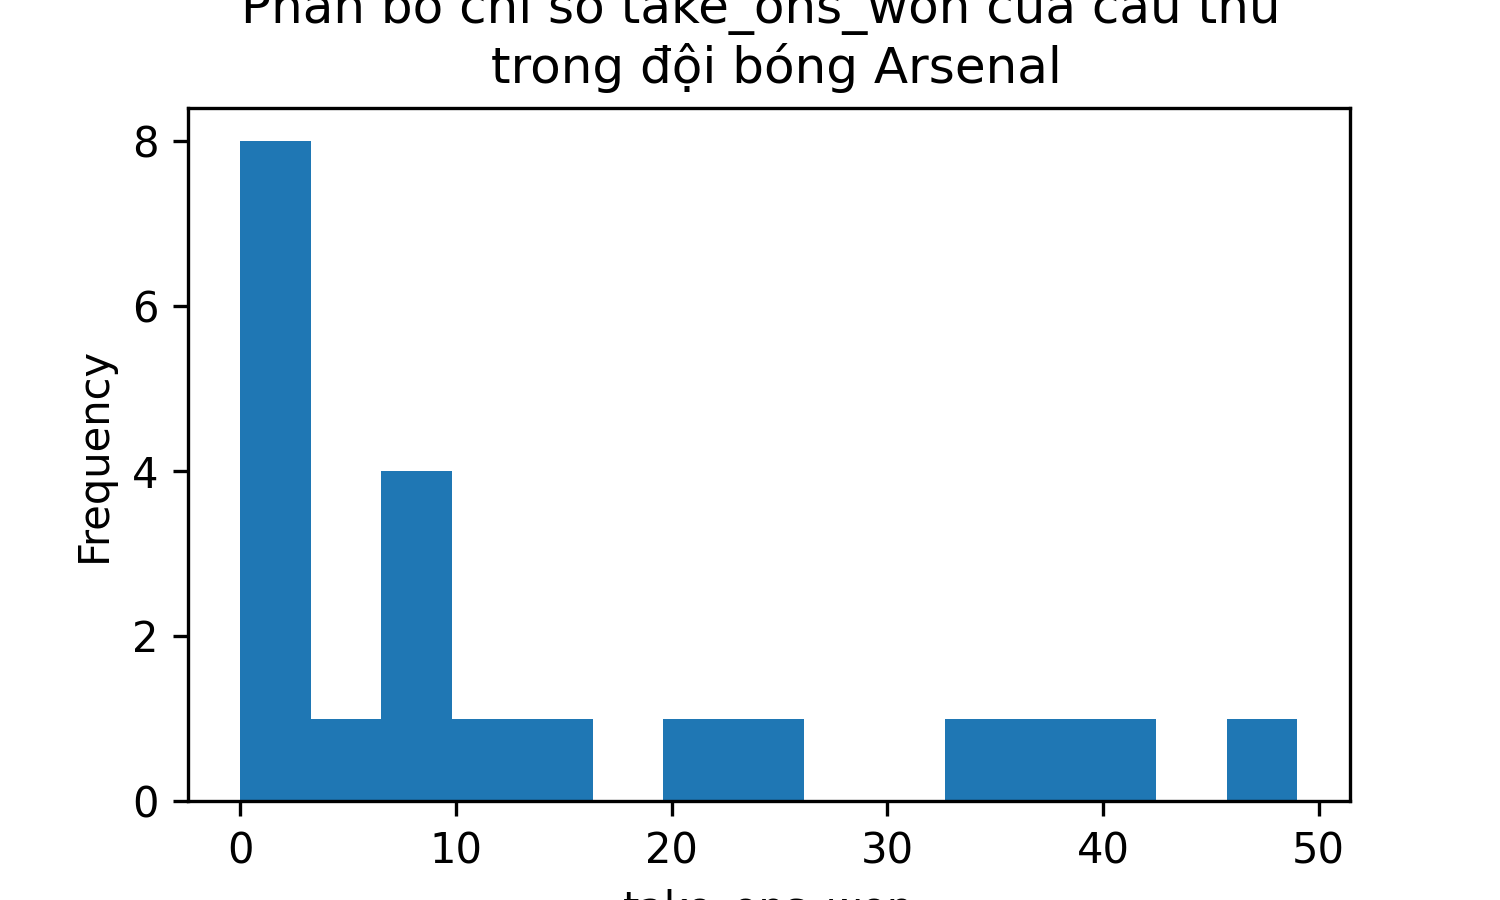 Phân bố chỉ số take_ons_won của cầu thủ
trong đội bóng Arsenal
Frequency
8
6
4
2
0
0 10 20 30 40 50
take_ons_won